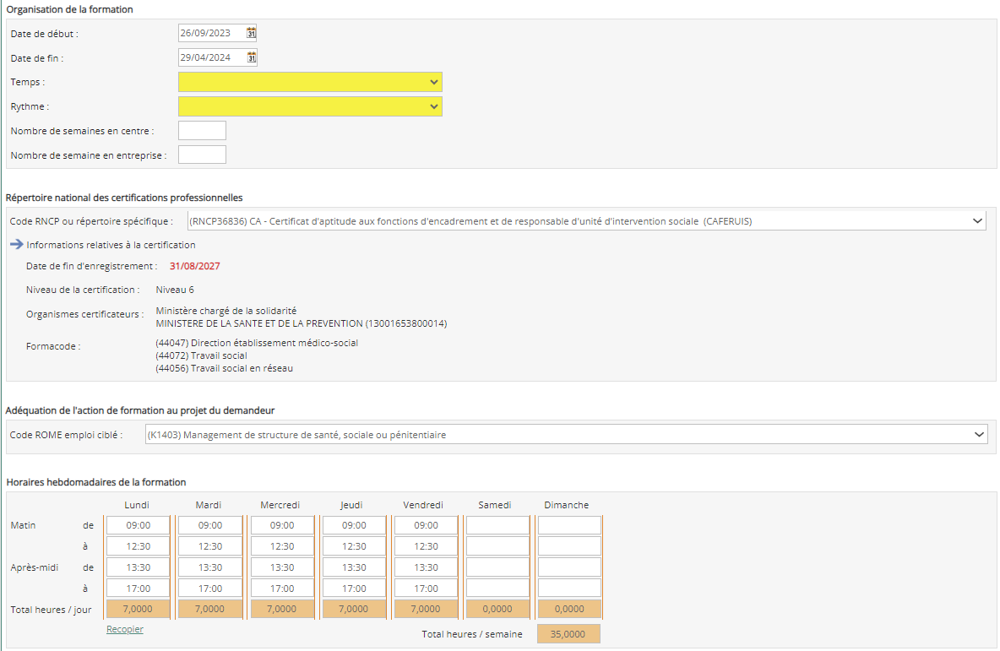 Organisation de la formation
Date de début : 26/09/2023 31
Date de fin : 29/04/2024 31
Temps :
Rythme :
Nombre de semaines en centre :
Nombre de semaine en entreprise :
Répertoire national des certifications professionnelles
Code RNCP ou répertoire spécifique : (RNCP36836) CA - Certificat d'aptitude aux fonctions d'encadrement et de responsable d'unité d'intervention sociale (CAFERUIS)
Informations relatives à la certification
Date de fin d'enregistrement : 31/08/2027
Niveau de la certification : Niveau 6
Organismes certificateurs : Ministère chargé de la solidarité
MINISTERE DE LA SANTE ET DE LA PREVENTION (13001653800014)
Formacode : (44047) Direction établissement médico-social
(44072) Travail social
(44056) Travail social en réseau
Adéquation de l'action de formation au projet du demandeur
Code ROME emploi ciblé : (K1403) Management de structure de santé, sociale ou pénitentiaire
Horaires hebdomadaires de la formation
Lundi Mardi Mercredi Jeudi Vendredi Samedi Dimanche
Matin de 09:00 09:00 09:00 09:00 09:00
à 12:30 12:30 12:30 12:30 12:30
Après-midi de 13:30 13:30 13:30 13:30 13:30
à 17:00 17:00 17:00 17:00 17:00
Total heures / jour 7,0000 7,0000 7,0000 7,0000 7,0000 0,0000 0,0000
Recopier Total heures / semaine 35,0000